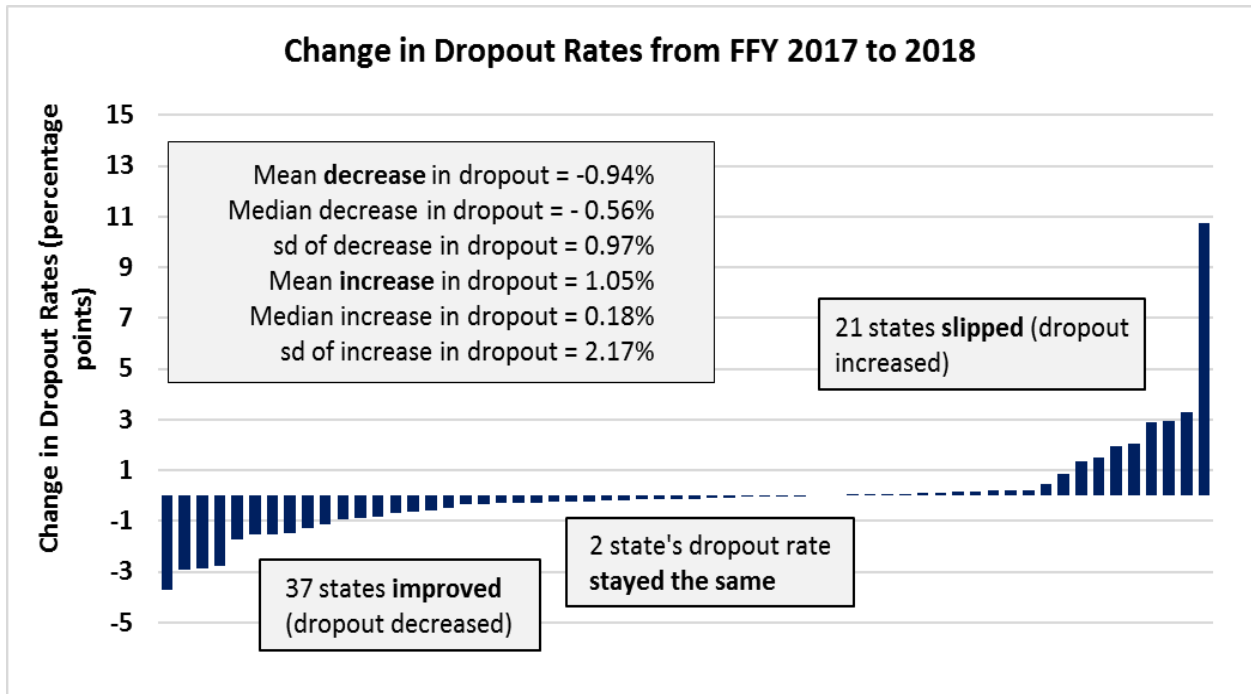 Change in Dropout Rates from FFY 2017 to 2018
Change in Dropout Rates (percentage
points)
15
13
11
9
7
5
3
1
-1
-3
-5
Mean decrease in dropout = -0.94%
Median decrease in dropout = - 0.56%
sd of decrease in dropout = 0.97%
Mean increase in dropout = 1.05%
Median increase in dropout = 0.18%
sd of increase in dropout = 2.17%
21 states slipped (dropout
increased)
2 state's dropout rate
stayed the same
37 states improved
(dropout decreased)